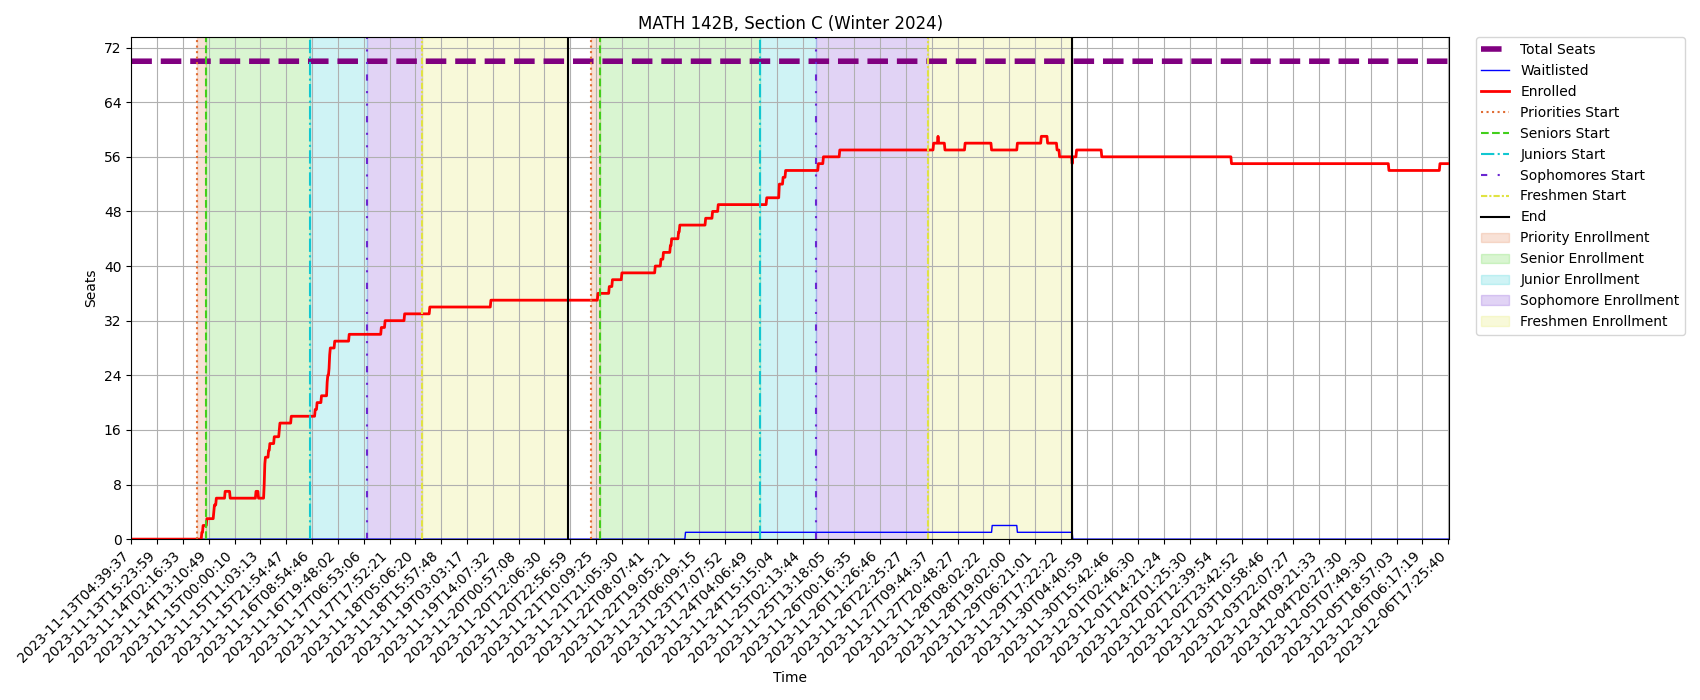 MATH 142B, Section C (Winter 2024)
72
64
56
48
40
32
24
16
8
0
Seats
2023-11-13T04:39:37
2023-11-13T15:23:59
2023-11-14T02:16:33
2023-11-14T13:10:49
2023-11-15T00:00:10
2023-11-15T11:03:13
2023-11-15T21:54:47
2023-11-16T08:54:46
2023-11-16T19:48:02
2023-11-17T06:53:06
2023-11-17T17:52:21
2023-11-18T05:06:20
2023-11-18T15:57:48
2023-11-19T03:03:17
2023-11-19T14:07:32
2023-11-20T00:57:08
2023-11-20T12:06:30
2023-11-20T22:56:59
2023-11-21T10:09:25
2023-11-21T21:05:30
2023-11-22T08:07:41
2023-11-22T19:05:21
2023-11-23T06:09:15
2023-11-23T17:07:52
2023-11-24T04:06:49
2023-11-24T15:15:04
2023-11-25T02:13:44
2023-11-25T13:18:05
2023-11-26T00:16:35
2023-11-26T11:26:46
2023-11-26T22:25:27
2023-11-27T09:44:37
2023-11-27T20:48:27
2023-11-28T08:02:22
2023-11-28T19:02:00
2023-11-29T06:21:01
2023-11-29T17:22:22
2023-11-30T04:40:59
2023-11-30T15:42:46
2023-12-01T02:46:30
2023-12-01T14:21:24
2023-12-02T01:25:30
2023-12-02T12:39:54
2023-12-02T23:42:52
2023-12-03T10:58:46
2023-12-03T22:07:27
2023-12-04T09:21:33
2023-12-04T20:27:30
2023-12-05T07:49:30
2023-12-05T18:57:03
2023-12-06T06:17:19
2023-12-06T17:25:40
Time
Total Seats
Waitlisted
Enrolled
Priorities Start
Seniors Start
Juniors Start
Sophomores Start
Freshmen Start
End
Priority Enrollment
Senior Enrollment
Junior Enrollment
Sophomore Enrollment
Freshmen Enrollment